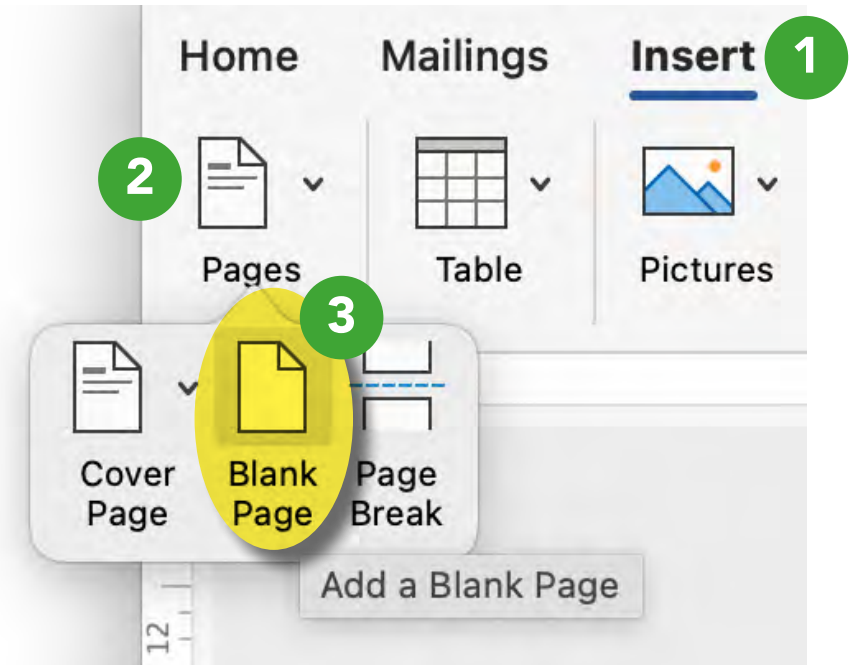 Home Mailings Insert 1
2
Pages Table Pictures
3
Cover Blank Page
Page Page Break
Add a Blank Page
12